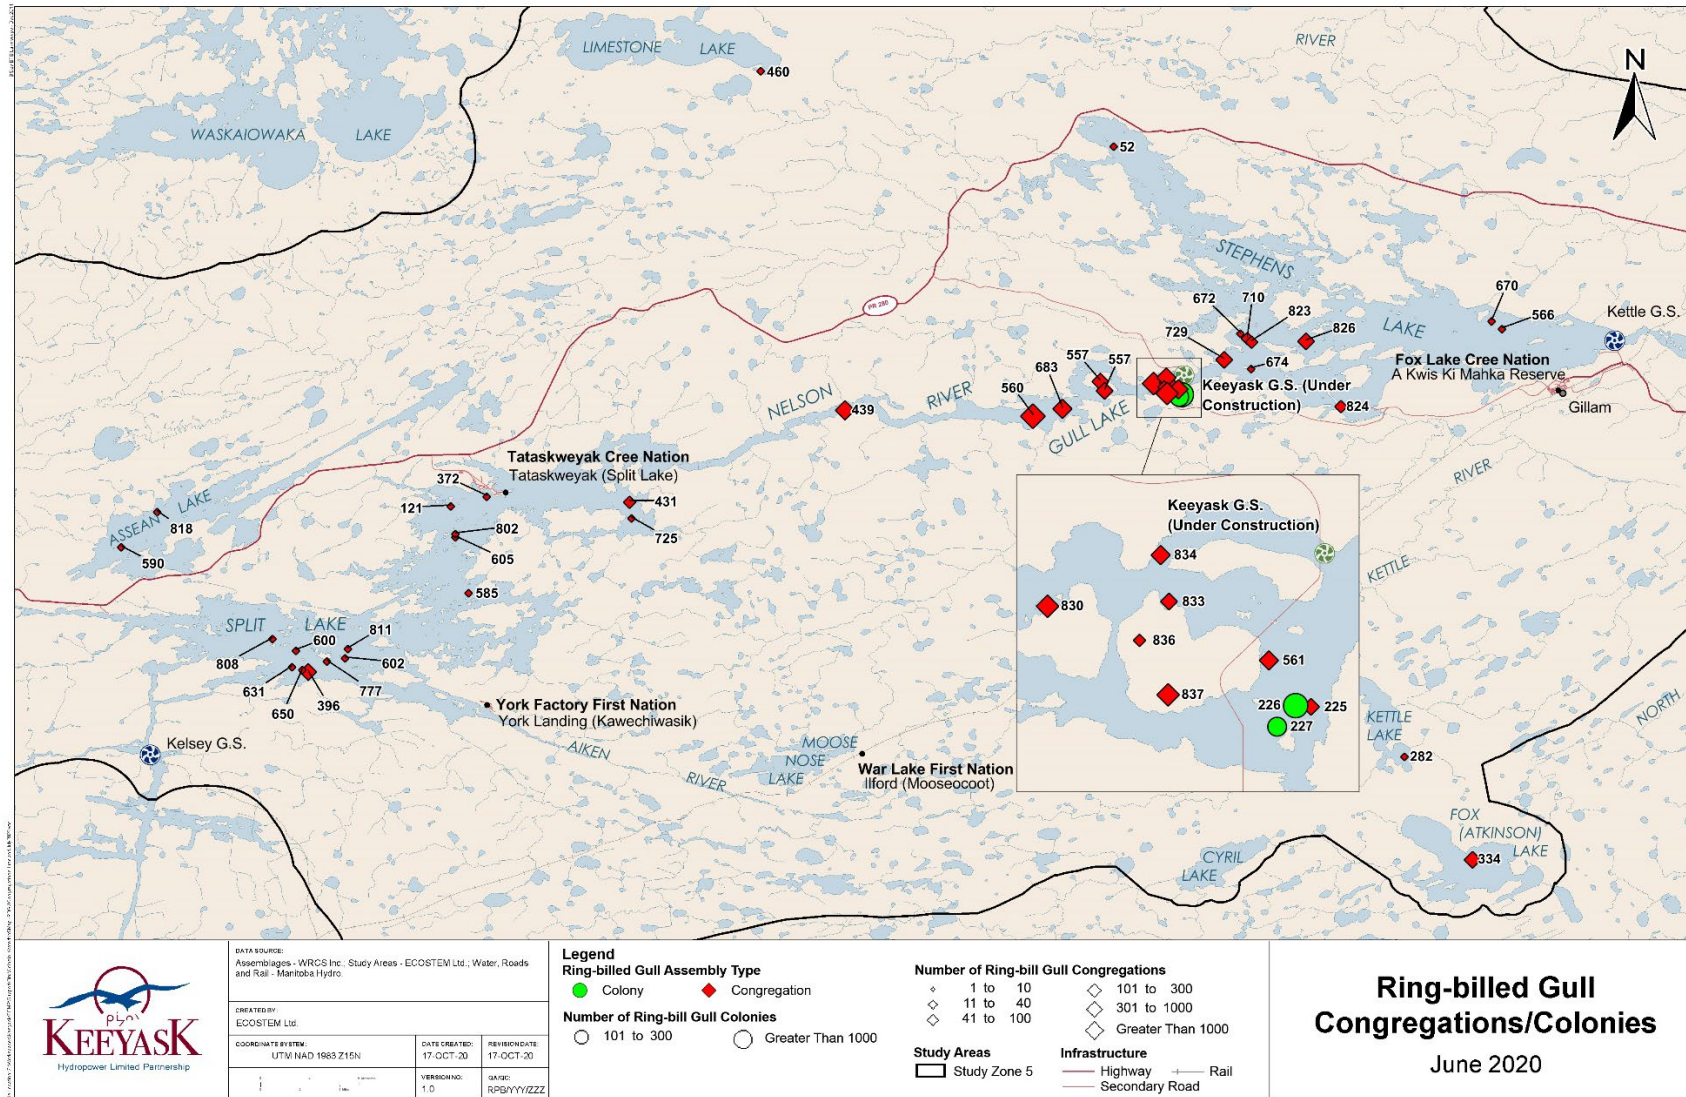 LIMESTONE LAKE
RIVER
N
460
WASKAIOWAKA LAKE
52
STEPHENS
LAKE
670
566
Kettle G.S.
672
710
823
826
729
674
PR 280
557
557
683
560
Fox Lake Cree Nation
A Kwis Ki Mahka Reserve
Keeyask G.S. (Under
Construction)
824
Gillam
NELSON
RIVER
439
GULL LAKE
RIVER
Tataskweyak Cree Nation
Tataskweyak (Split Lake)
372
121
431
725
802
605
ASSEAN LAKE
818
590
585
Keeyask G.S.
(Under Construction)
834
830
833
836
561
837
226
225
227
KETTLE
SPLIT LAKE
600
811
808
602
631
777
650
396
York Factory First Nation
York Landing (Kawechiwasik)
Kelsey G.S.
AIKEN
RIVER
MOOSE
NOSE
LAKE
War Lake First Nation
Ilford (Mooseocoot)
KETTLE
LAKE
282
NORTH
FOX
(ATKINSON)
LAKE
334
CYRIL
LAKE
KEEYASK
Hydropower Limited Partnership
DATA SOURCE:
Assemblages - WRCS Inc.; Study Areas - ECOSTEM Ltd.; Water, Roads
and Rail - Manitoba Hydro.
CREATED BY:
ECOSTEM Ltd.
COORDINATE SYSTEM:
UTM NAD 1983 Z15N
DATE CREATED:
17-OCT-20
REVISION DATE:
17-OCT-20
VERSION NO:
1.0
QA/QC:
RPB/YYY/ZZZ
Legend
Ring-billed Gull Assembly Type
Colony
Congregation
Number of Ring-bill Gull Colonies
101 to 300
Greater Than 1000
Number of Ring-bill Gull Congregations
1 to 10
11 to 40
41 to 100
101 to 300
301 to 1000
Greater Than 1000
Study Areas
Study Zone 5
Infrastructure
Highway
Rail
Secondary Road
Ring-billed Gull
Congregations/Colonies
June 2020